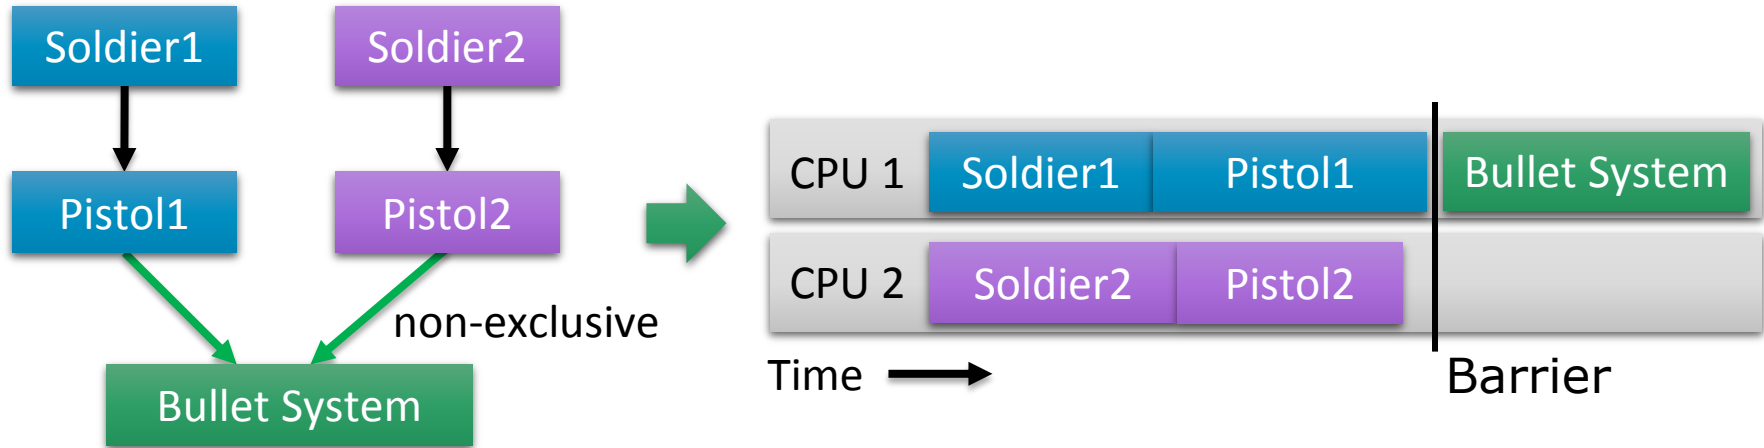 Soldier1
Soldier2
Pistol1
Pistol2
non-exclusive
Bullet System
CPU 1
Soldier1
Pistol1
Bullet System
CPU 2
Soldier2
Pistol2
Time
Barrier